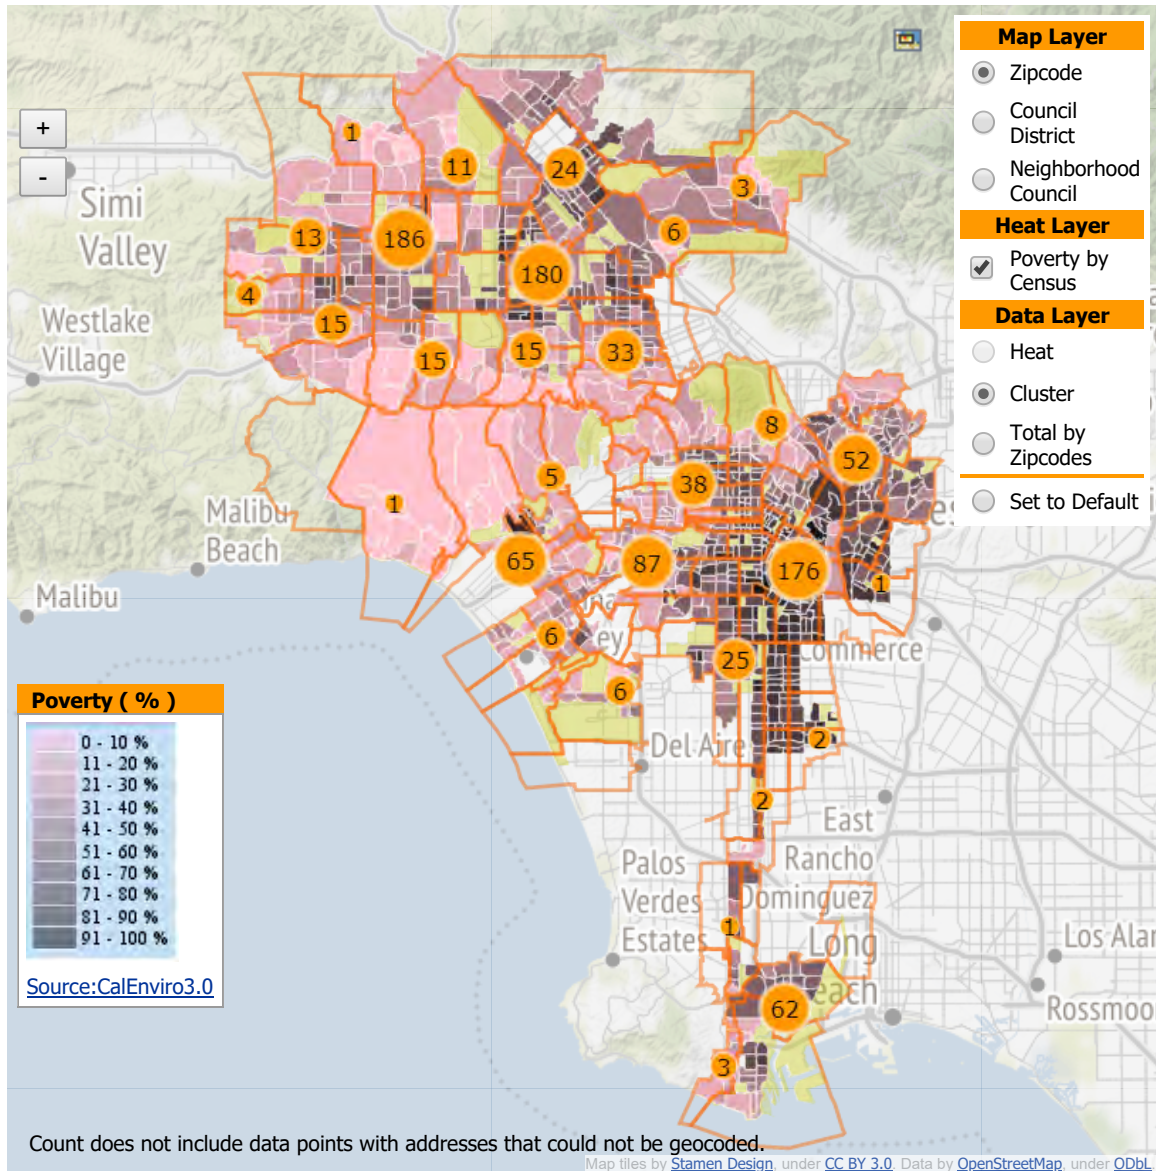 Map Layer
Zipcode
Council
District
Neighborhood
Council
Heat Layer
Poverty by
Census
Data Layer
Heat
Cluster
Total by
Zipcodes
Set to Default
+
-
Simi
Valley
Westlake
Village
Malibu
Beach
Malibu
1
11
24
3
6
13
186
180
4
15
15
15
33
8
52
5
38
1
65
87
176
1
6
ey
Commerce
25
6
Del Aire
2
2
East
Rancho
Dominguez
Palos
Verdes
Estates
1
Long
each
Los Alar
Rossmoo
62
3
Poverty ( % )
0 - 10 %
11 - 20 %
21 - 30 %
31 - 40 %
41 - 50 %
51 - 60 %
61 - 70 %
71 - 80 %
81 - 90 %
91 - 100 %
Source:CalEnviro3.0
Count does not include data points with addresses that could not be geocoded.
Map tiles by Stamen Design, under CC BY 3.0. Data by OpenStreetMap, under ODbL